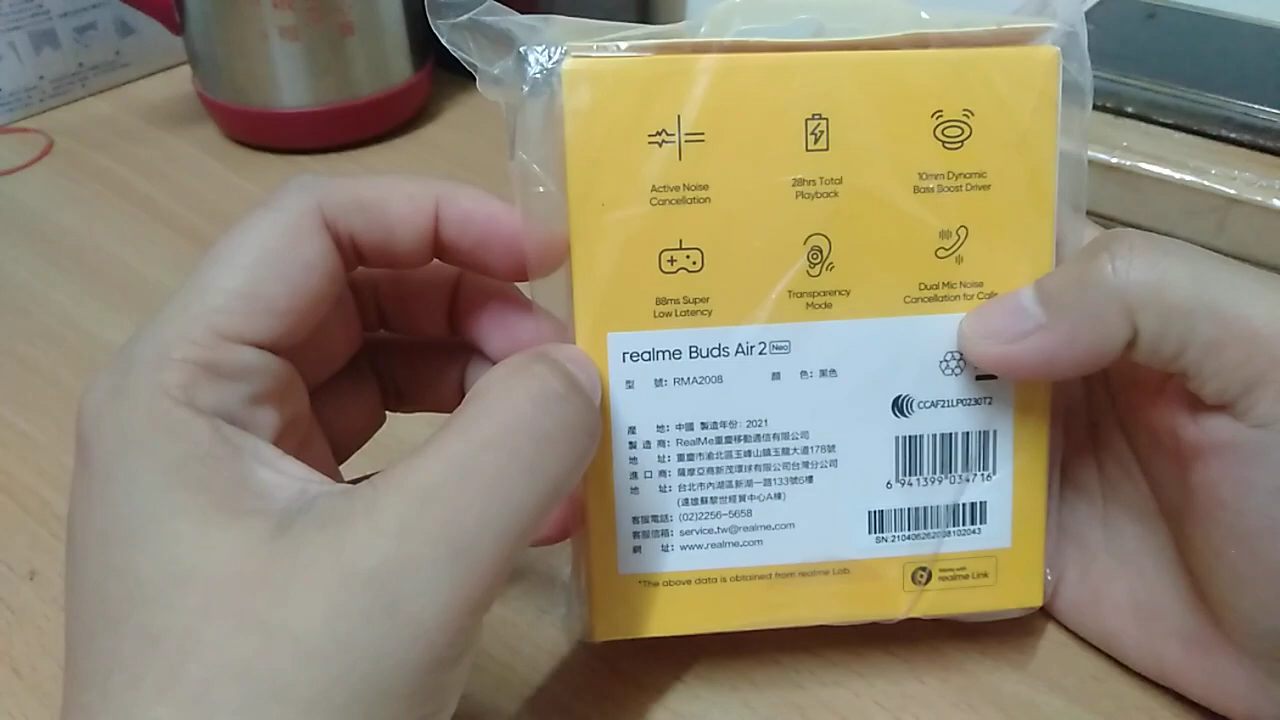 Active Noise
Cancellation
28hrs Total
Playback
10mm Dynamic
Bass Boost Driver
88ms Super
Low Latency
Transparency
Mode
Dual Mic Noise
Cancellation for Calls
realme Buds Air 2 Neo
型 號: RMA2008 顏 色: 黑色
CCAF21LP0230T2
產 地: 中國 製造年份: 2021
製 造 商: RealMe重慶移動通信有限公司
地 址: 重慶市渝北區玉峰山鎮玉龍大道178號
進 口 商: 薩摩亞商新茂環球有限公司台灣分公司
地 址: 台北市內湖區新湖一路133號6樓
(遠雄蘇黎世經貿中心A棟)
客服電話: (02)2256-5658
客服信箱: service.tw@realme.com
網 址: www.realme.com
6 941399 034716
SN:210406262008102043
*The above data is obtained from realme Lab.
Works with
realme Link